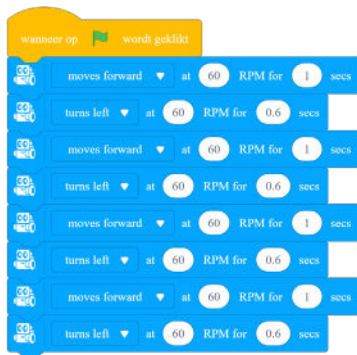 wanneer op wordt geklikt
moves forward at 60 RPM for 1 secs
turns left at 60 RPM for 0.6 secs
moves forward at 60 RPM for 1 secs
turns left at 60 RPM for 0.6 secs
moves forward at 60 RPM for 1 secs
turns left at 60 RPM for 0.6 secs
moves forward at 60 RPM for 1 secs
turns left at 60 RPM for 0.6 secs